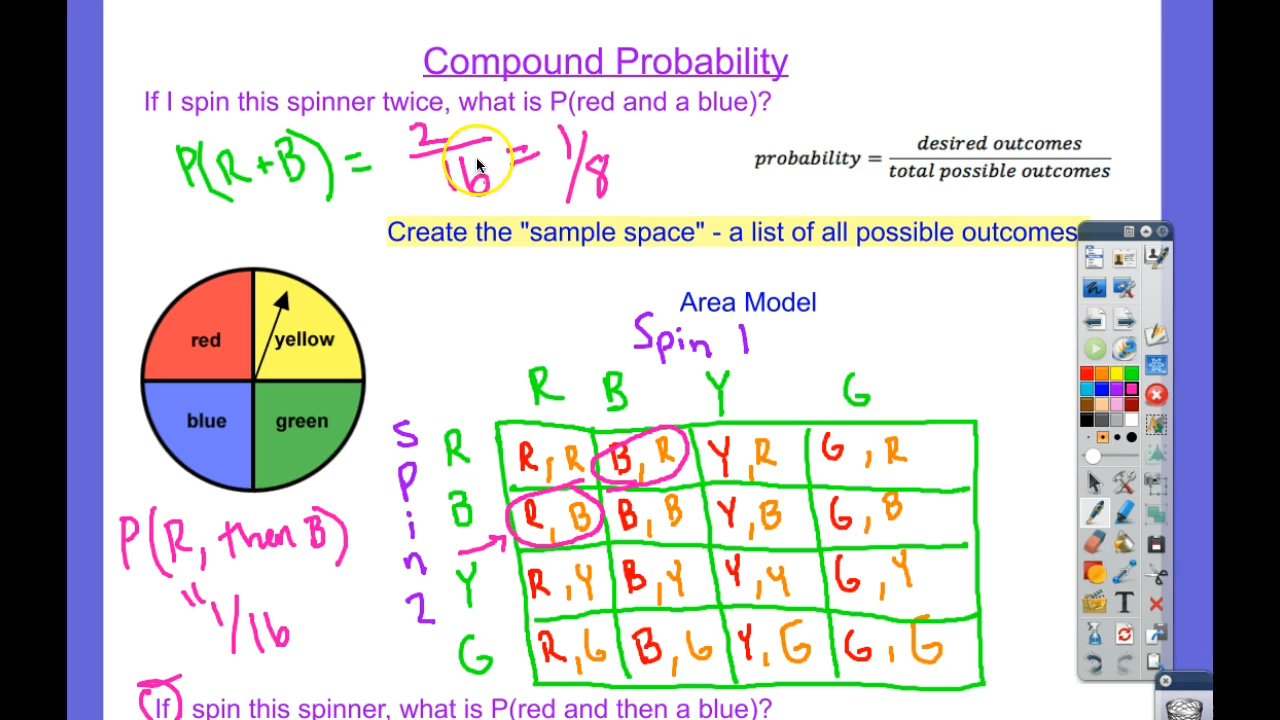 Compound Probability
If I spin this spinner twice, what is P(red and a blue)?
P(R+B) = 2/16 = 1/8
probability = desired outcomes / total possible outcomes
Create the "sample space" - a list of all possible outcomes
Area Model
Spin 1
R B Y G
red yellow
blue green
Spin 2
R R,R B,R Y,R G,R
B R,B B,B Y,B G,B
Y R,Y B,Y Y,Y G,Y
G R,G B,G Y,G G,G
P(R, then B)
" 1/16
If spin this spinner, what is P(red and then a blue)?